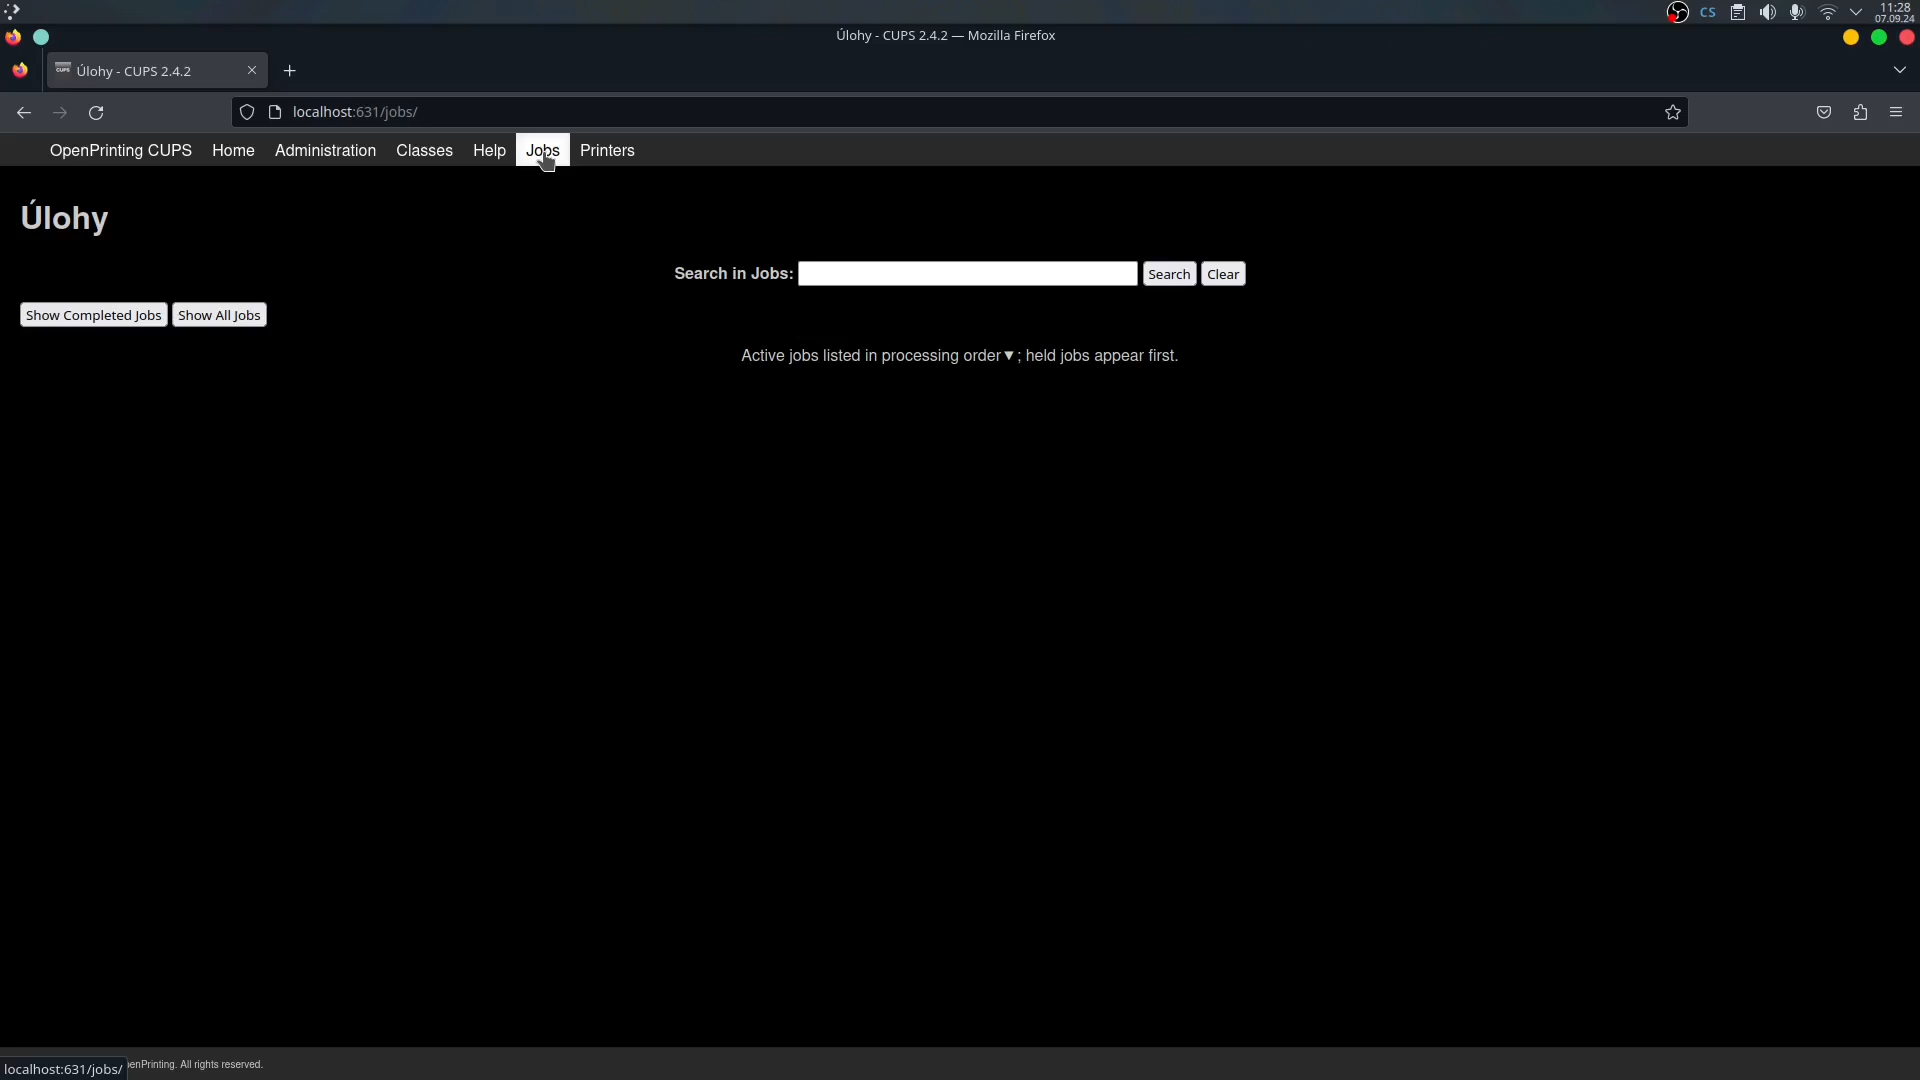 CS
11:28
07.09.24
Úlohy - CUPS 2.4.2 — Mozilla Firefox
Úlohy - CUPS 2.4.2
localhost:631/jobs/
OpenPrinting CUPS Home Administration Classes Help Jobs Printers
Úlohy
Search in Jobs: Search Clear
Show Completed Jobs Show All Jobs
Active jobs listed in processing order▼; held jobs appear first.
All rights reserved.
localhost:631/jobs/